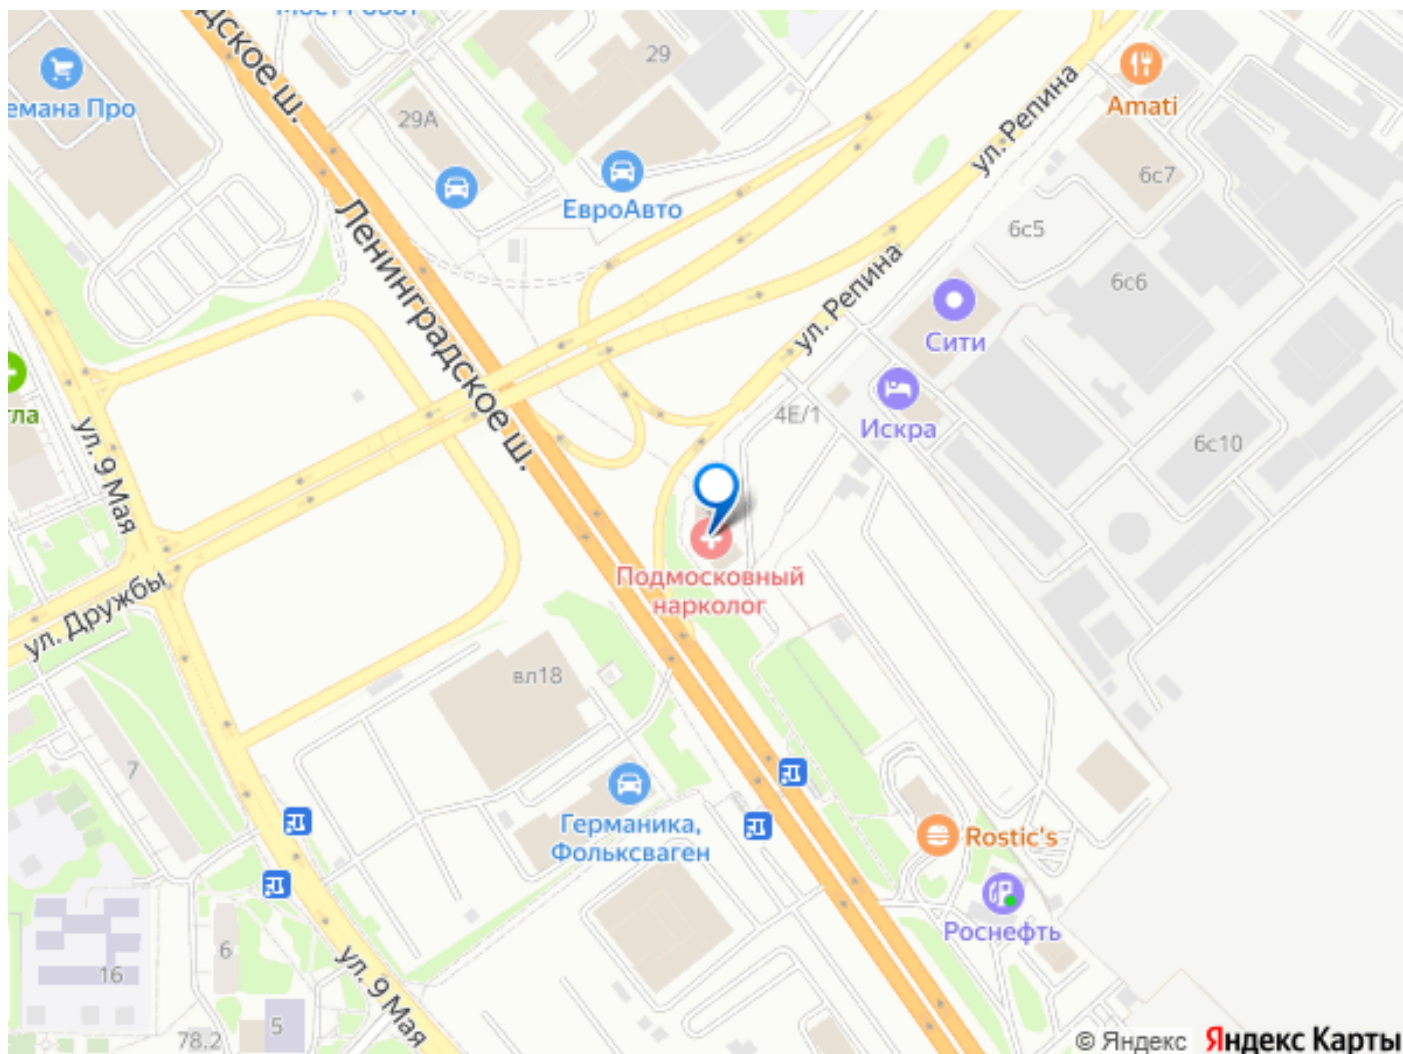 дское ш.
емана Про
29А
29
ЕвроАвто
Amati
ул. Репина
6с7
6с5
6с6
Ленинградское ш.
ул. Репина
Сити
Искра
4Е/1
6с10
гла
ул. 9 Мая
ул. Дружбы
Подмосковный
нарколог
вл18
7
Германика,
Фольксваген
Rostic's
Роснефть
6
16
5
78.2
ул. 9 Мая
© Яндекс
Яндекс Карты